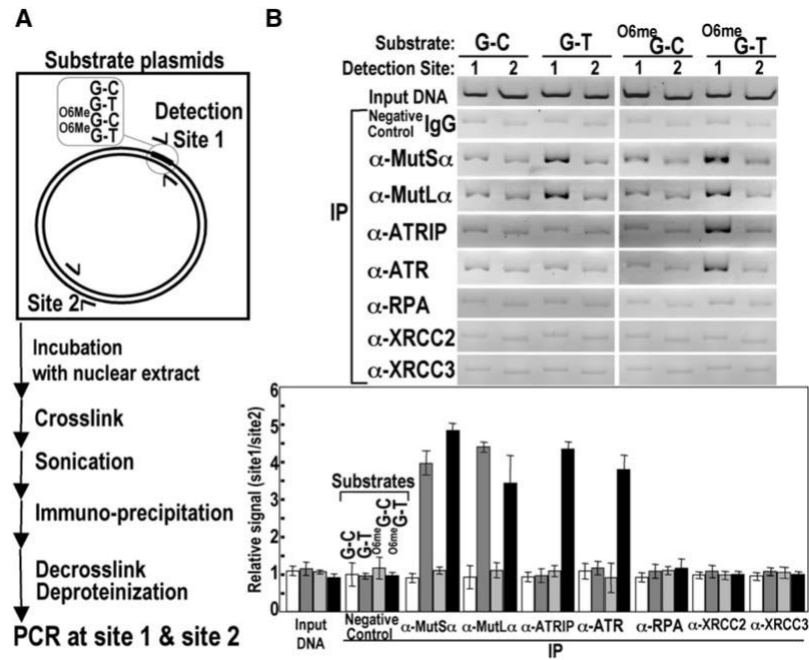 A
Substrate plasmids
G-C
G-T
O6Me G-C
O6Me G-T
Detection
Site 1
Site 2
Incubation
with nuclear extract
Crosslink
Sonication
Immuno-precipitation
Decrosslink
Deproteinization
PCR at site 1 & site 2
B
Substrate: G-C G-T O6me G-C O6me G-T
Detection Site: 1 2 1 2 1 2 1 2
Input DNA
Negative Control IgG
α-MutSα
α-MutLα
IP
α-ATRIP
α-ATR
α-RPA
α-XRCC2
α-XRCC3
Relative signal (site1/site2)
6
5
4
3
2
1
0
Substrates
G-C
G-T
O6me G-C
O6me G-T
Input DNA
Negative Control
α-MutSα
α-MutLα
α-ATRIP
α-ATR
α-RPA
α-XRCC2
α-XRCC3
IP